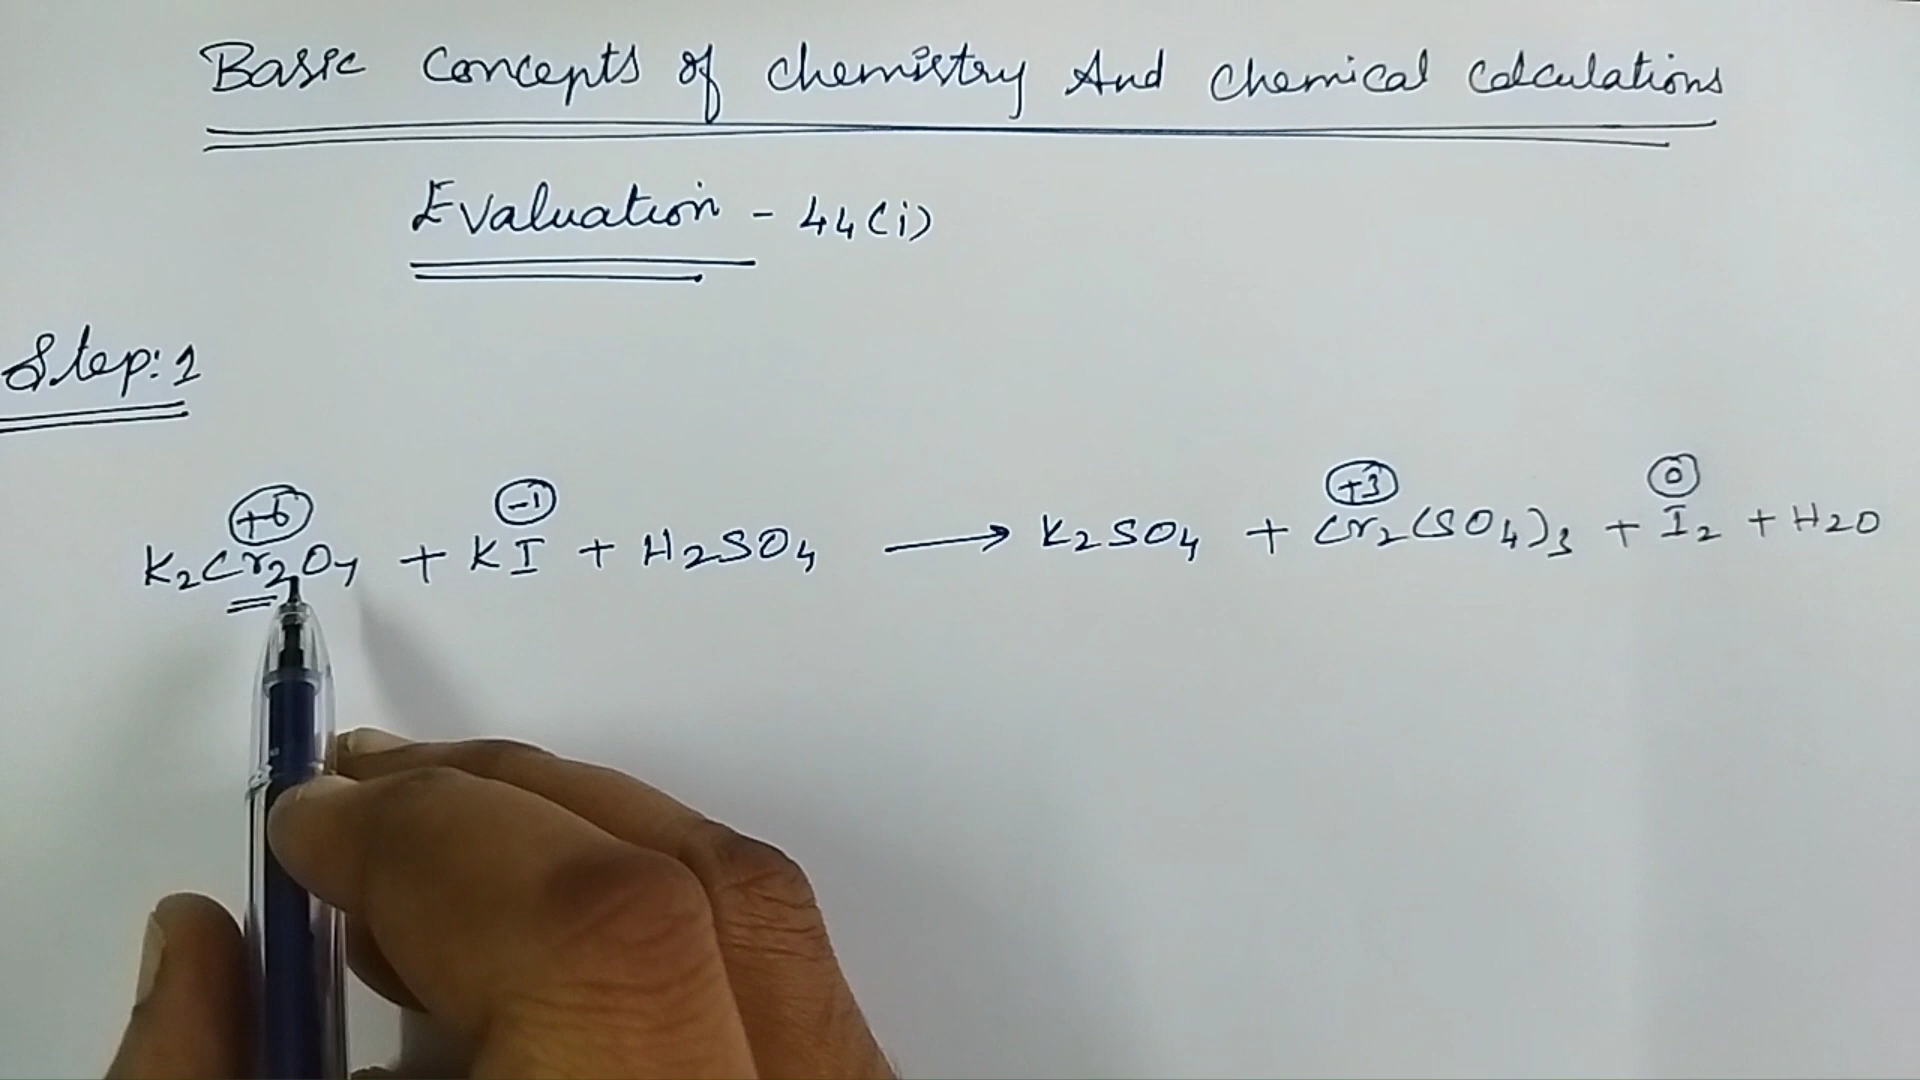 Basic Concepts of chemistry And chemical calculations
Evaluation - 44(i)
Step:1
+6 -1 +3 0
K2Cr2O7 + KI + H2SO4 ⟶ K2SO4 + Cr2(SO4)3 + I2 + H2O